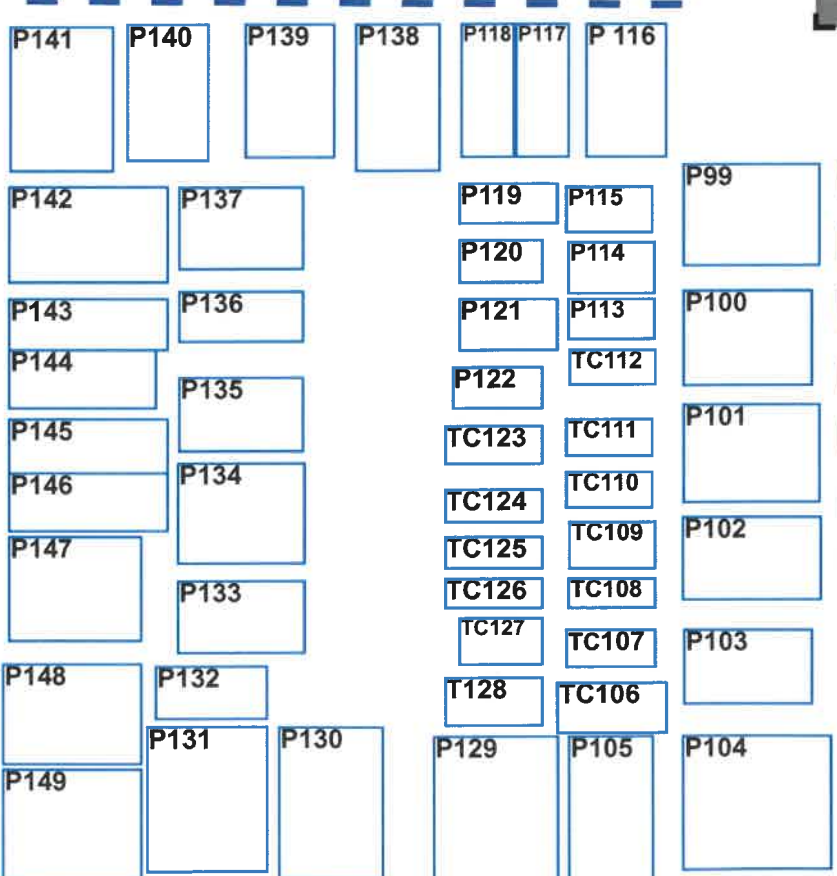 P141 P140 P139 P138 P118 P117 P 116
P99
P142 P137 P119 P115
P120 P114
P143 P136 P121 P113 P100
P144 TC112
P135 P122
P145 TC123 TC111 P101
P146 P134 TC124 TC110
P147 TC125 TC109 P102
P133 TC126 TC108
TC127 TC107 P103
P148 P132 T128 TC106
P131 P130 P129 P105 P104
P149